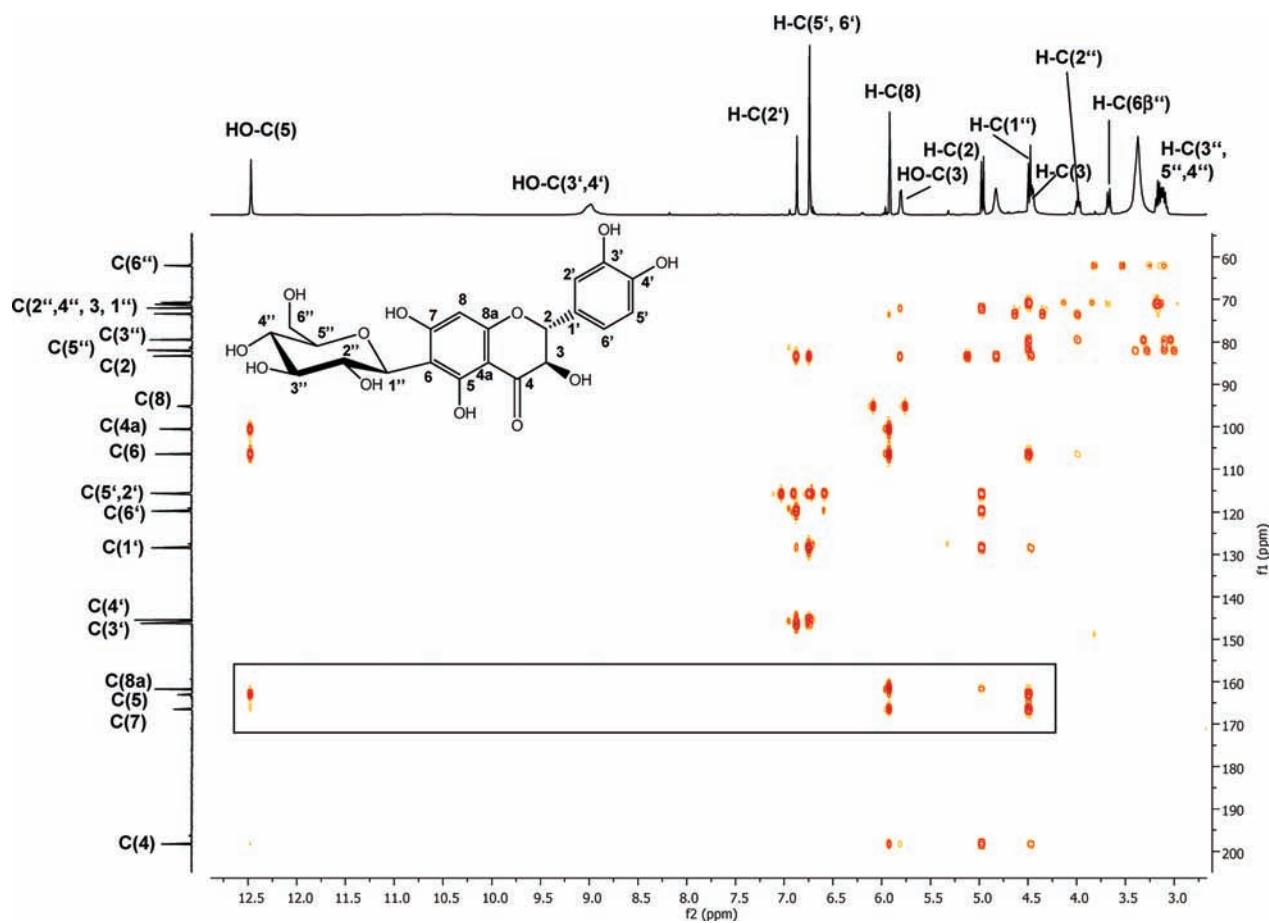 H-C(5‘, 6‘)
H-C(2“)
H-C(8)
H-C(6β“)
HO-C(5)
H-C(2‘)
H-C(1“)
H-C(2)
H-C(3)
H-C(3“,
5“,4“)
HO-C(3‘,4‘)
HO-C(3)
C(6“)
C(2“,4“, 3, 1“)
C(3“)
C(5“)
C(2)
C(8)
C(4a)
C(6)
C(5‘,2‘)
C(6‘)
C(1‘)
C(4‘)
C(3‘)
C(8a)
C(5)
C(7)
C(4)
OH
3'
OH
2'
4'
HO
6"
8
8a
2
1'
5'
HO
7
O
6'
4"
5"
O
HO
2"
3
HO
3"
OH
1"
6
5
4a
4
OH
OH
O
60
70
80
90
100
110
120
130
140
150
160
170
180
190
200
f1 (ppm)
12.5 12.0 11.5 11.0 10.5 10.0 9.5 9.0 8.5 8.0 7.5 7.0 6.5 6.0 5.5 5.0 4.5 4.0 3.5 3.0
f2 (ppm)